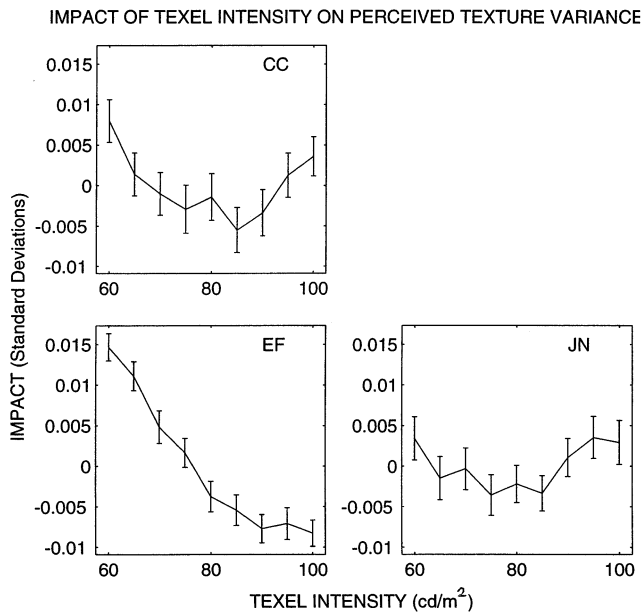 IMPACT OF TEXEL INTENSITY ON PERCEIVED TEXTURE VARIANCE
CC
0.015
0.01
0.005
0
-0.005
-0.01
60 80 100
IMPACT (Standard Deviations)
EF
0.015
0.01
0.005
0
-0.005
-0.01
60 80 100
JN
0.015
0.01
0.005
0
-0.005
-0.01
60 80 100
TEXEL INTENSITY (cd/m²)